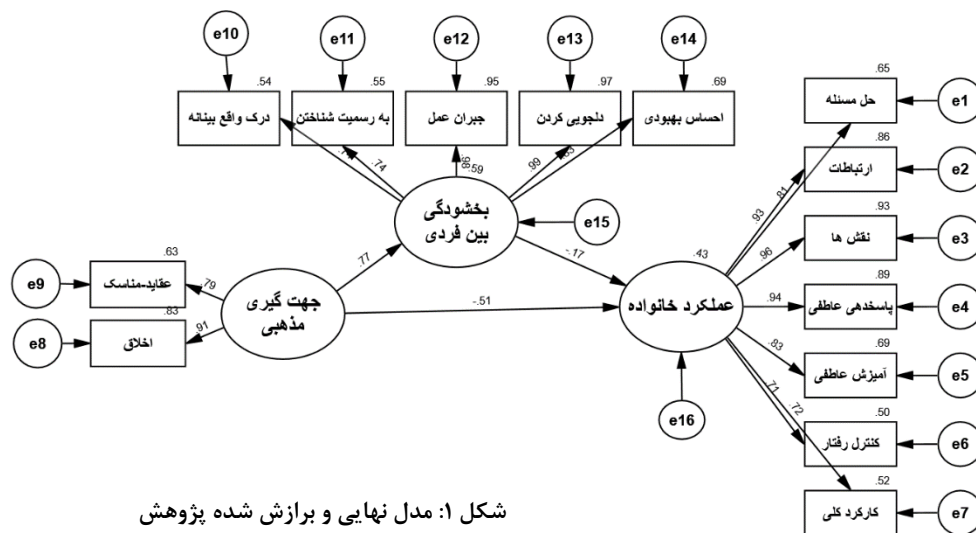 e10
e11
e12
e13
e14
.54
.55
.95
.97
.69
درک واقع بینانه
به رسمیت شناختن
جبران عمل
دلجویی کردن
احساس بهبودی
.65
حل مسئله
e1
.86
ارتباطات
e2
.93
نقش ها
e3
.89
پاسخدهی عاطفی
e4
.69
آمیزش عاطفی
e5
.50
کنترل رفتار
e6
.52
کارکرد کلی
e7
.74
.98
.59
.99
بخشودگی
بین فردی
e15
.77
-.17
-.51
.43
عملکرد خانواده
e16
.93
.81
.96
.94
.83
.71
.72
.63
عقاید-مناسک
e9
.79
.83
اخلاق
e8
.91
جهت گیری
مذهبی
شکل ۱: مدل نهایی و برازش شده پژوهش